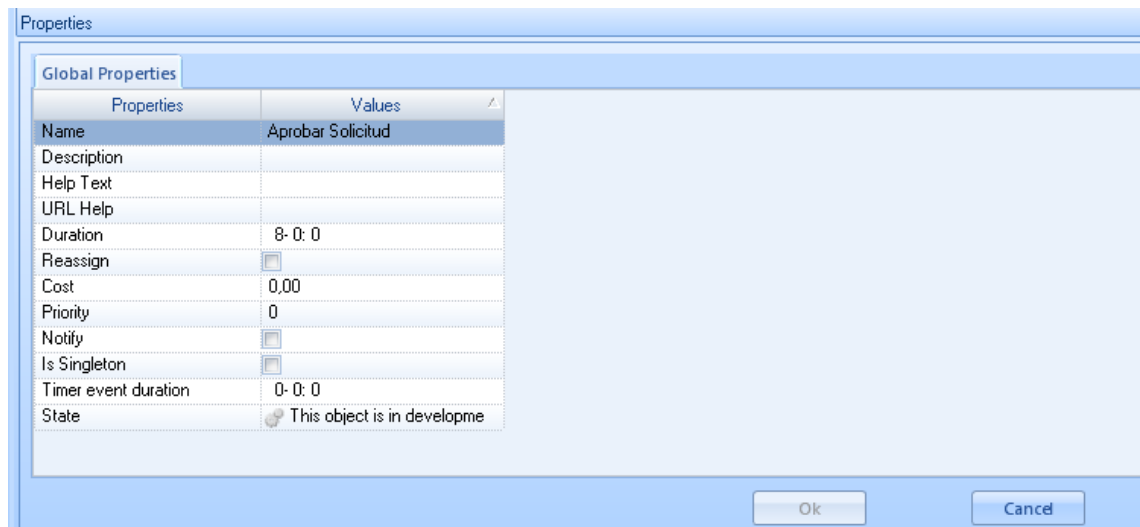 Properties
Global Properties
Properties Values
Name Aprobar Solicitud
Description
Help Text
URL Help
Duration 8- 0: 0
Reassign
Cost 0,00
Priority 0
Notify
Is Singleton
Timer event duration 0- 0: 0
State This object is in developme
Ok Cancel